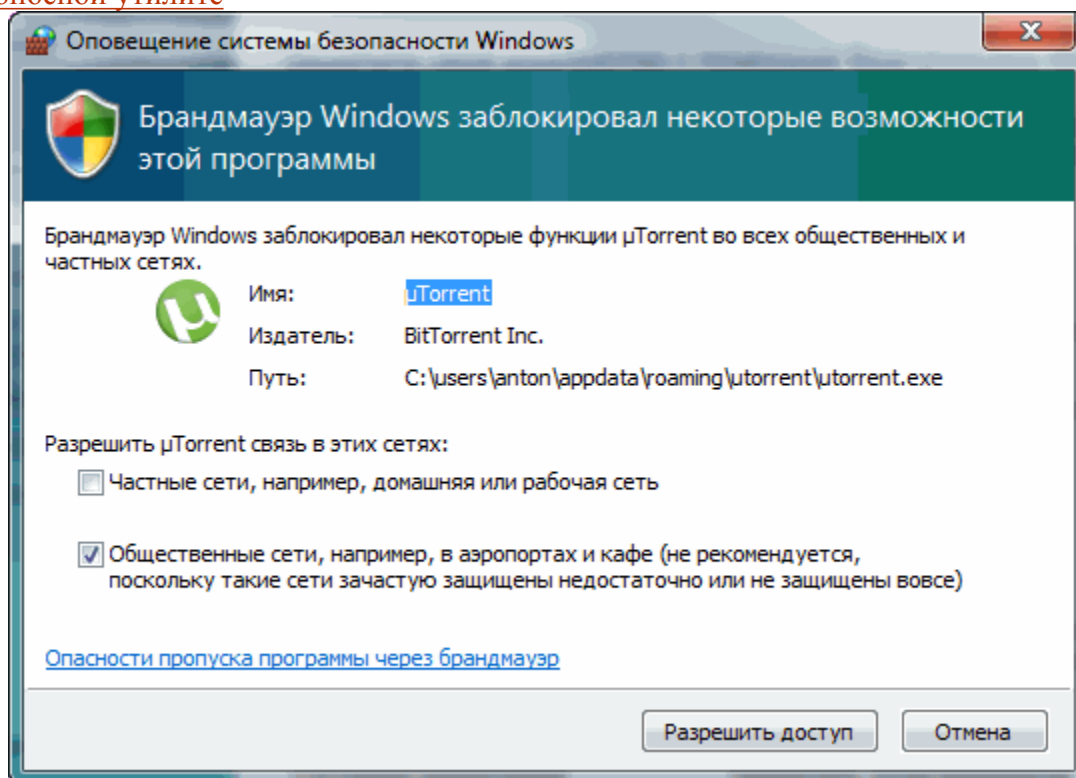 утилите
Оповещение системы безопасности Windows
Брандмауэр Windows заблокировал некоторые возможности
этой программы
Брандмауэр Windows заблокировал некоторые функции µTorrent во всех общественных и
частных сетях.
Имя: µTorrent
Издатель: BitTorrent Inc.
Путь: C:\users\anton\appdata\roaming\utorrent\utorrent.exe
Разрешить µTorrent связь в этих сетях:
Частные сети, например, домашняя или рабочая сеть
Общественные сети, например, в аэропортах и кафе (не рекомендуется,
поскольку такие сети зачастую защищены недостаточно или не защищены вовсе)
Опасности пропуска программы через брандмауэр
Разрешить доступ Отмена